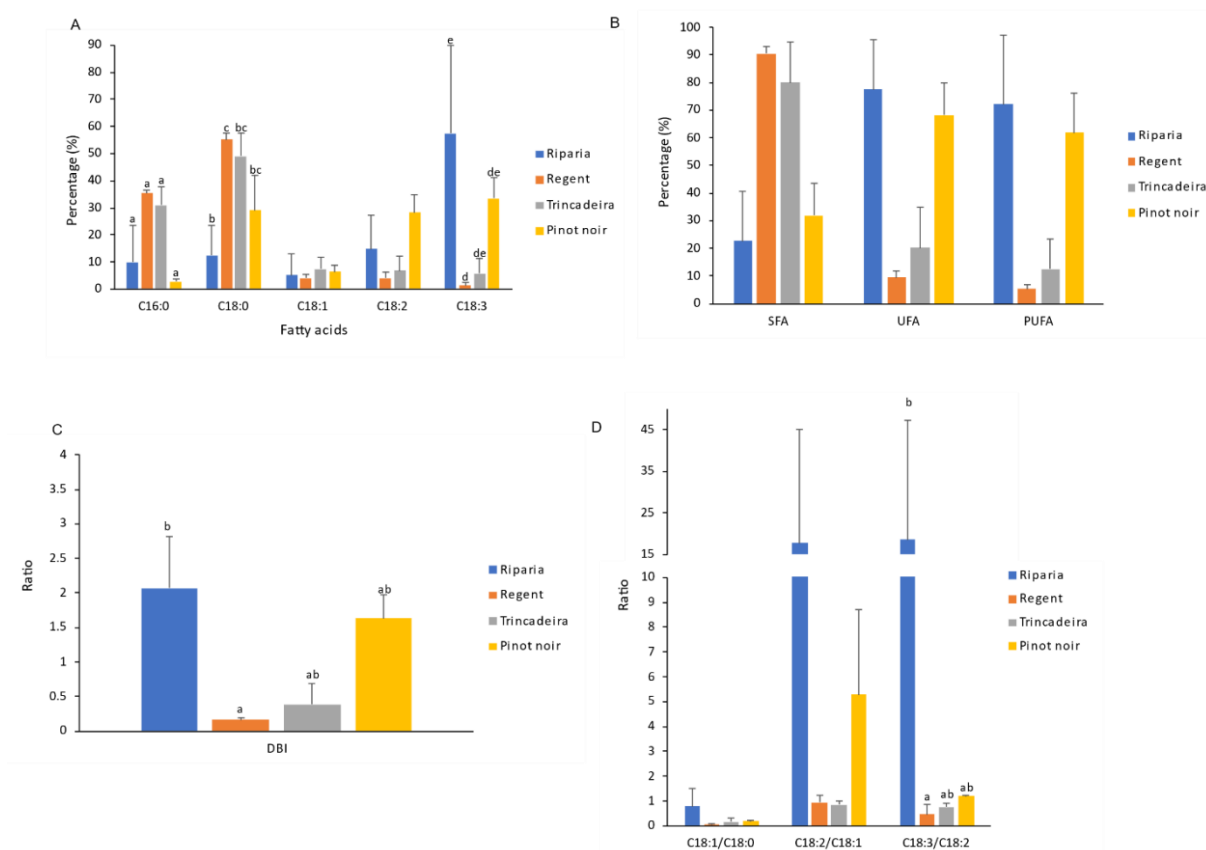 A
Percentage (%)
90
80
70
60
50
40
30
20
10
0
a
a
a
a
b
c
bc
bc
e
d
de
de
C16:0 C18:0 C18:1 C18:2 C18:3
Fatty acids
Riparia
Regent
Trincadeira
Pinot noir
B
Percentage (%)
100
90
80
70
60
50
40
30
20
10
0
SFA UFA PUFA
Riparia
Regent
Trincadeira
Pinot noir
C
Ratio
4
3.5
3
2.5
2
1.5
1
0.5
0
b
a
ab
ab
DBI
Riparia
Regent
Trincadeira
Pinot noir
D
Ratio
45
35
25
15
10
9
8
7
6
5
4
3
2
1
0
b
a
ab
ab
C18:1/C18:0 C18:2/C18:1 C18:3/C18:2
Riparia
Regent
Trincadeira
Pinot noir